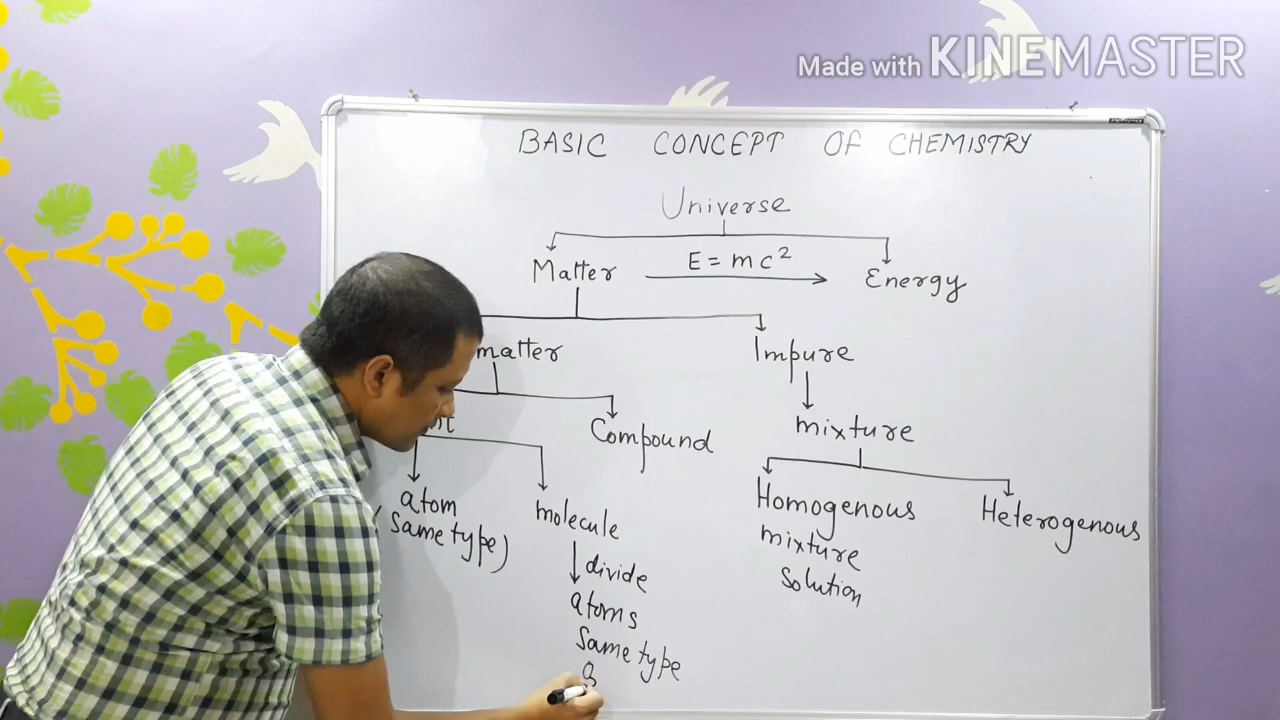 Made with KINEMASTER
BASIC CONCEPT OF CHEMISTRY
Universe
Matter
E = mc²
Energy
matter
Impure
Compound
mixture
atom
(Same type)
molecule
divide
atoms
Same type
Homogenous
mixture
Solution
Heterogenous